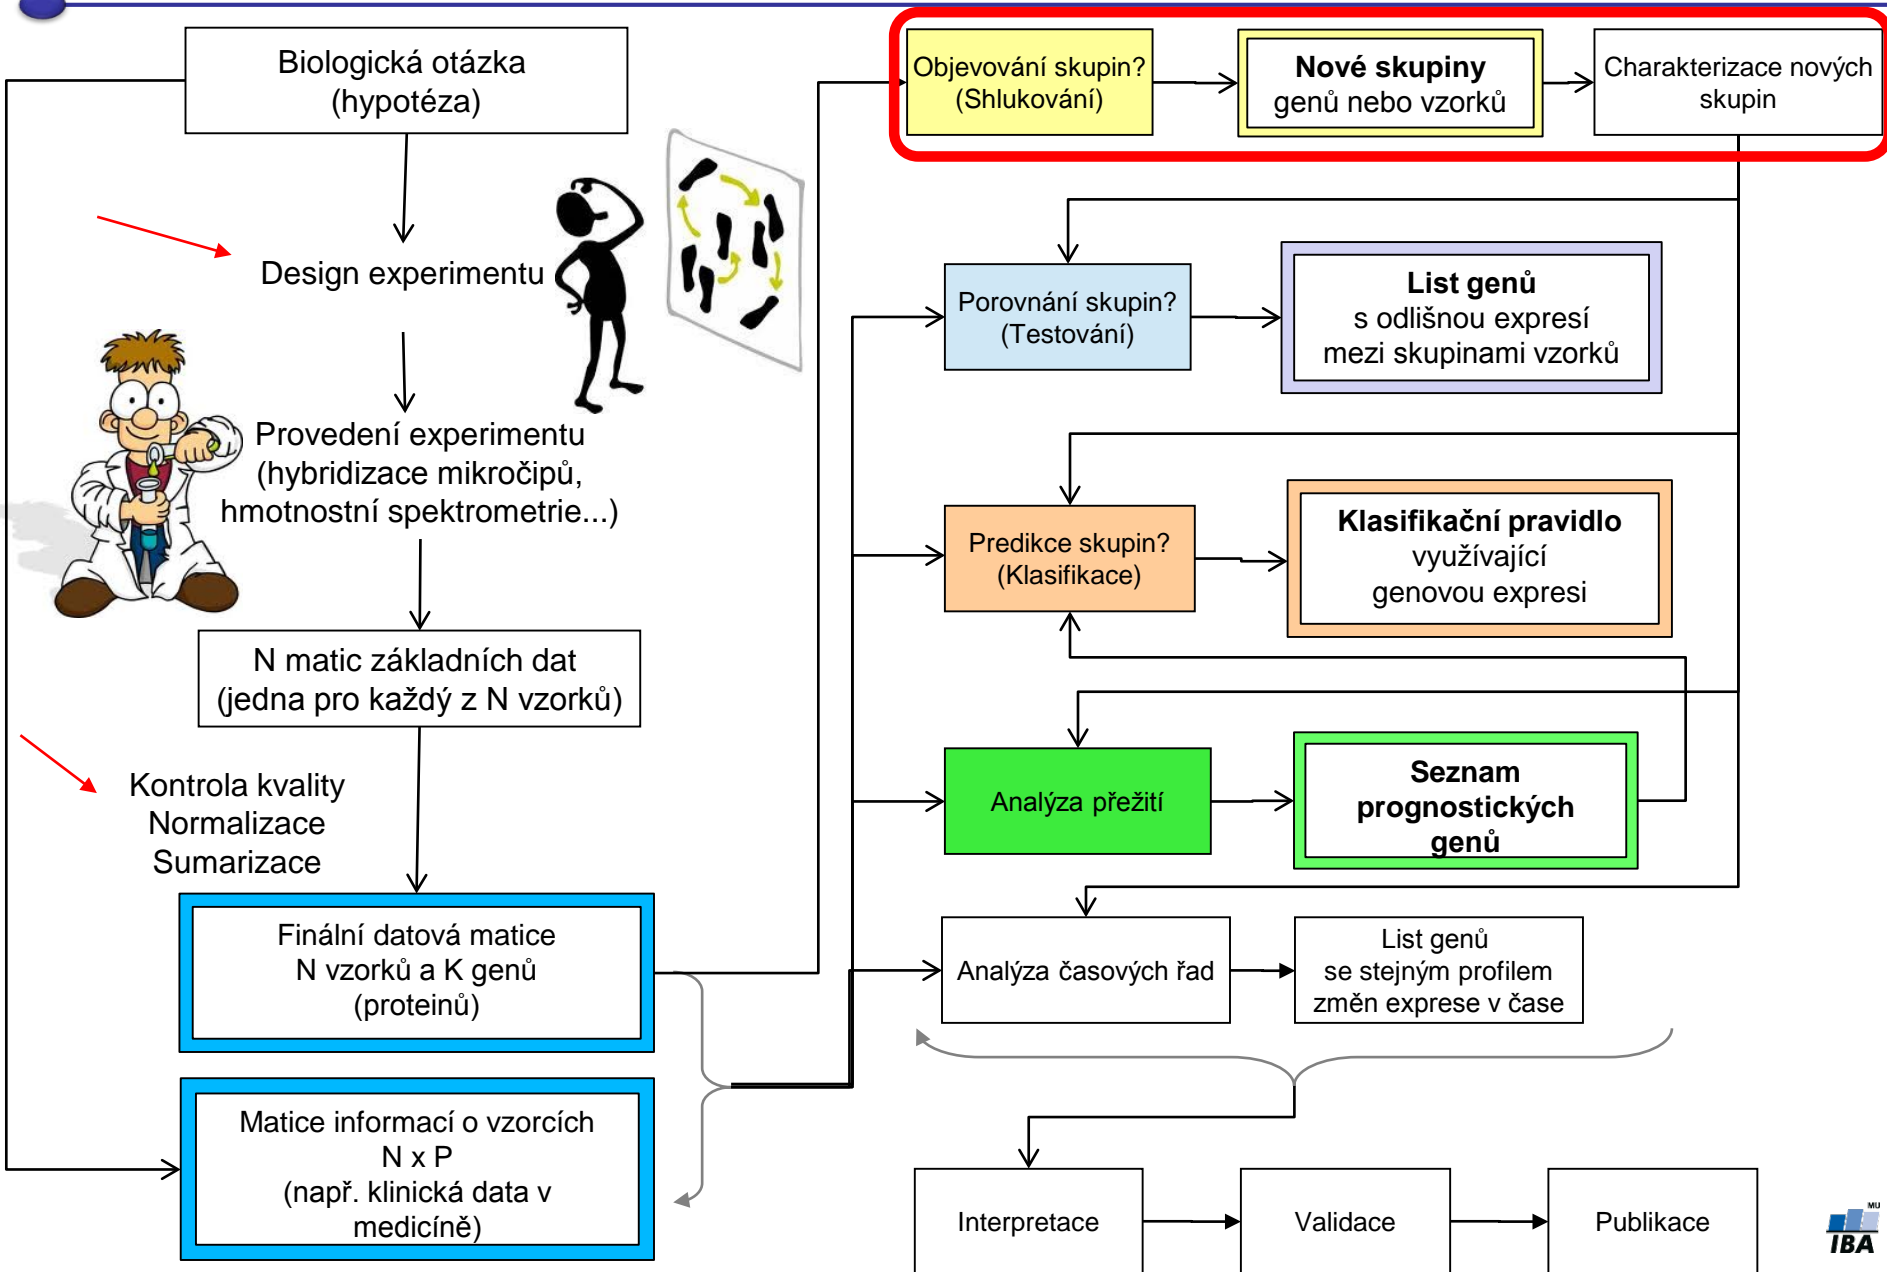 Biologická otázka
(hypotéza)
Design experimentu
Provedení experimentu
(hybridizace mikročipů,
hmotnostní spektrometrie...)
N matic základních dat
(jedna pro každý z N vzorků)
Kontrola kvality
Normalizace
Sumarizace
Finální datová matice
N vzorků a K genů
(proteinů)
Matice informací o vzorcích
N x P
(např. klinická data v
medicíně)
Objevování skupin?
(Shlukování)
Nové skupiny
genů nebo vzorků
Charakterizace nových
skupin
Porovnání skupin?
(Testování)
List genů
s odlišnou expresí
mezi skupinami vzorků
Predikce skupin?
(Klasifikace)
Klasifikační pravidlo
využívající
genovou expresi
Analýza přežití
Seznam
prognostických
genů
Analýza časových řad
List genů
se stejným profilem
změn exprese v čase
Interpretace
Validace
Publikace
MU
IBA